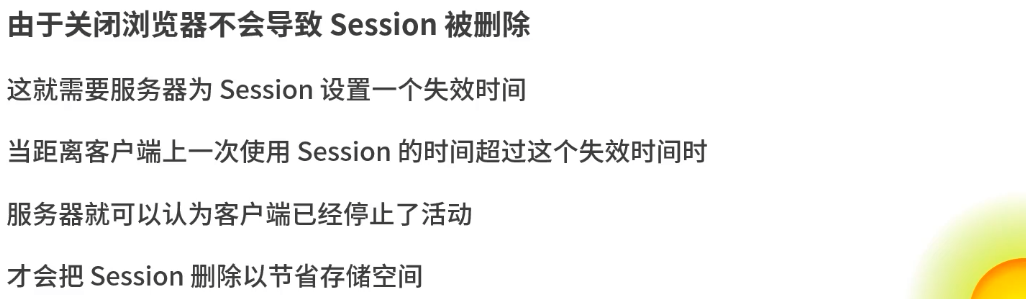 由于关闭浏览器不会导致 Session 被删除
这就需要服务器为 Session 设置一个失效时间
当距离客户端上一次使用 Session 的时间超过这个失效时间时
服务器就可以认为客户端已经停止了活动
才会把 Session 删除以节省存储空间